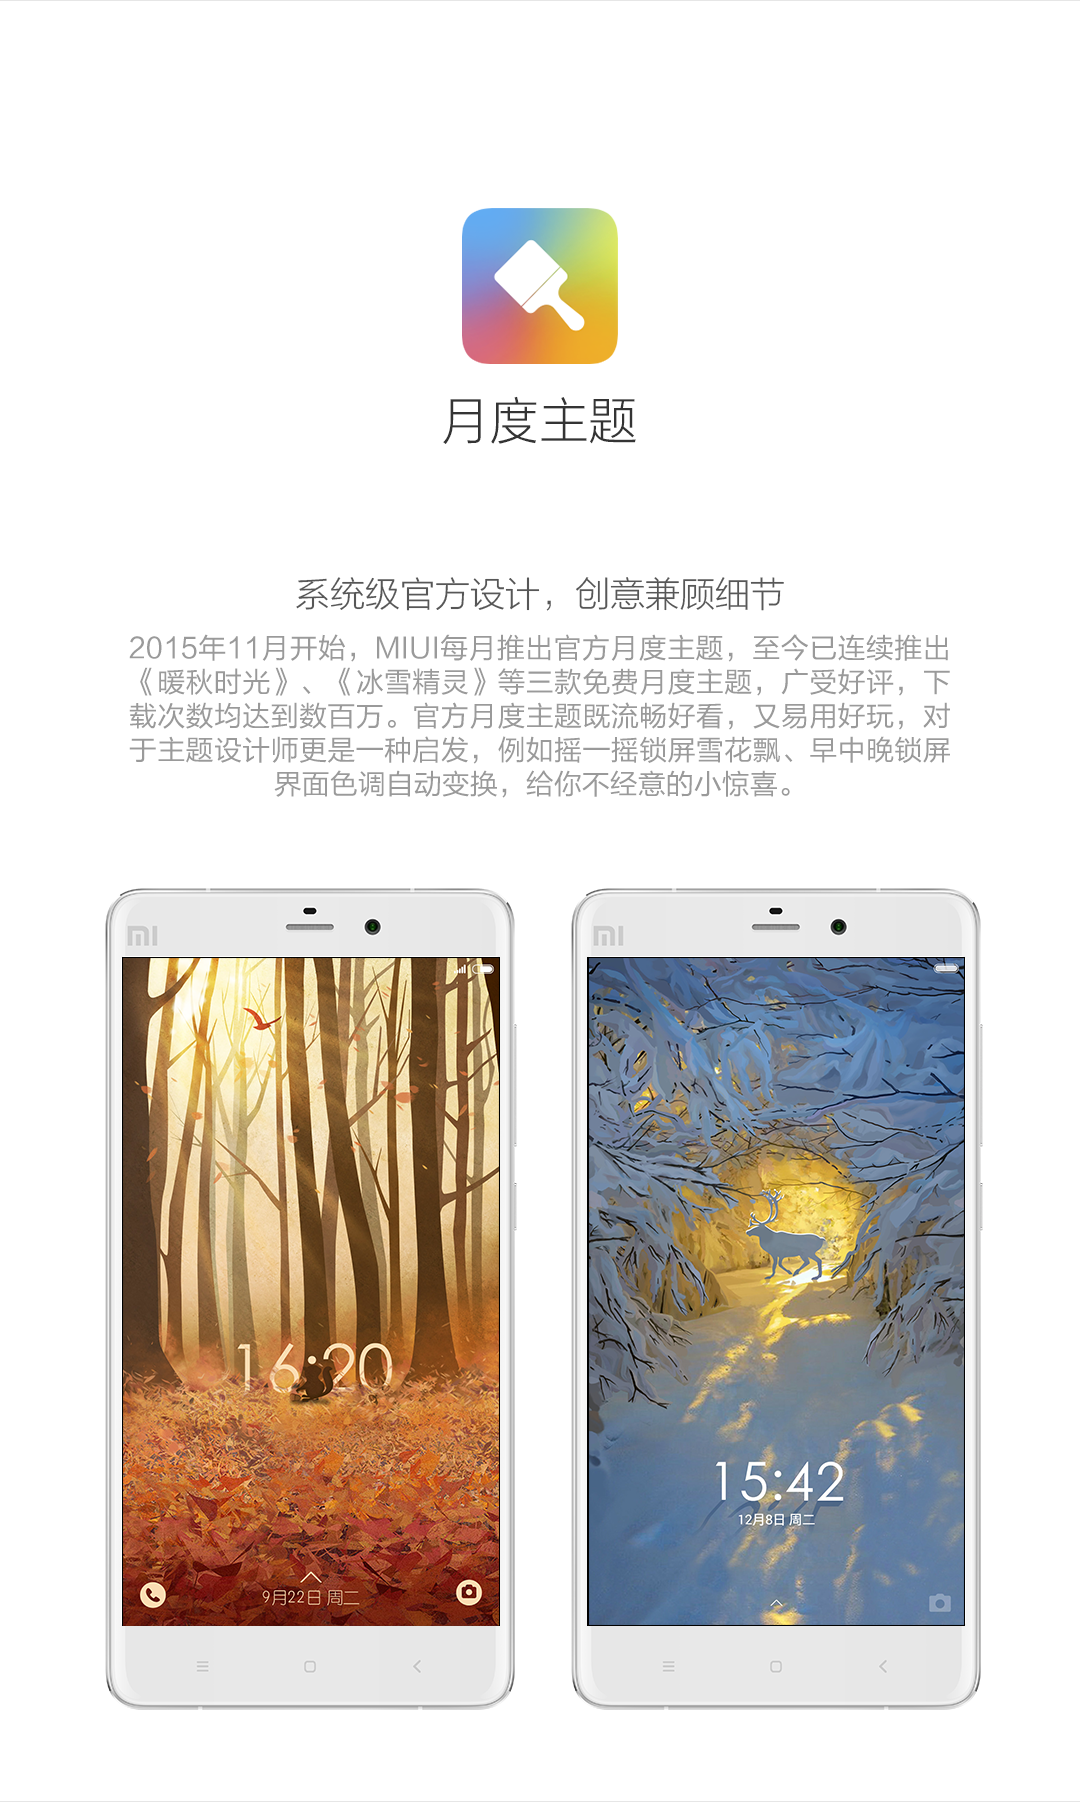 月度主题
系统级官方设计，创意兼顾细节
2015年11月开始，MIUI每月推出官方月度主题，至今已连续推出
《暖秋时光》、《冰雪精灵》等三款免费月度主题，广受好评，下
载次数均达到数百万。官方月度主题既流畅好看，又易用好玩，对
于主题设计师更是一种启发，例如摇一摇锁屏雪花飘、早中晚锁屏
界面色调自动变换，给你不经意的小惊喜。
MI
MI
16:20
9月22日 周二
15:42
12月8日 周二